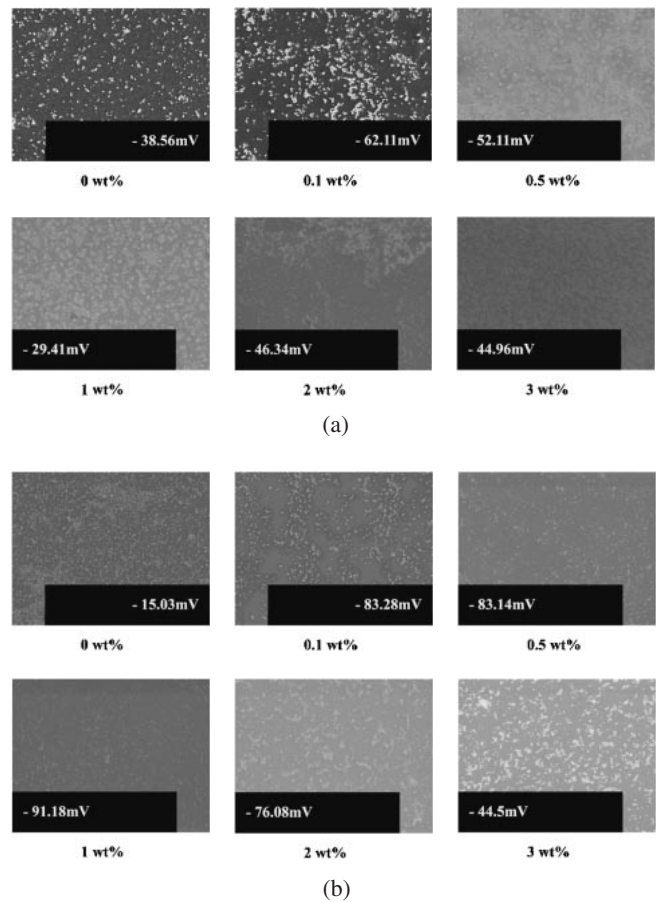 - 38.56mV
- 62.11mV
- 52.11mV
0 wt%
0.1 wt%
0.5 wt%
- 29.41mV
- 46.34mV
- 44.96mV
1 wt%
2 wt%
3 wt%
(a)
- 15.03mV
- 83.28mV
- 83.14mV
0 wt%
0.1 wt%
0.5 wt%
- 91.18mV
- 76.08mV
- 44.5mV
1 wt%
2 wt%
3 wt%
(b)